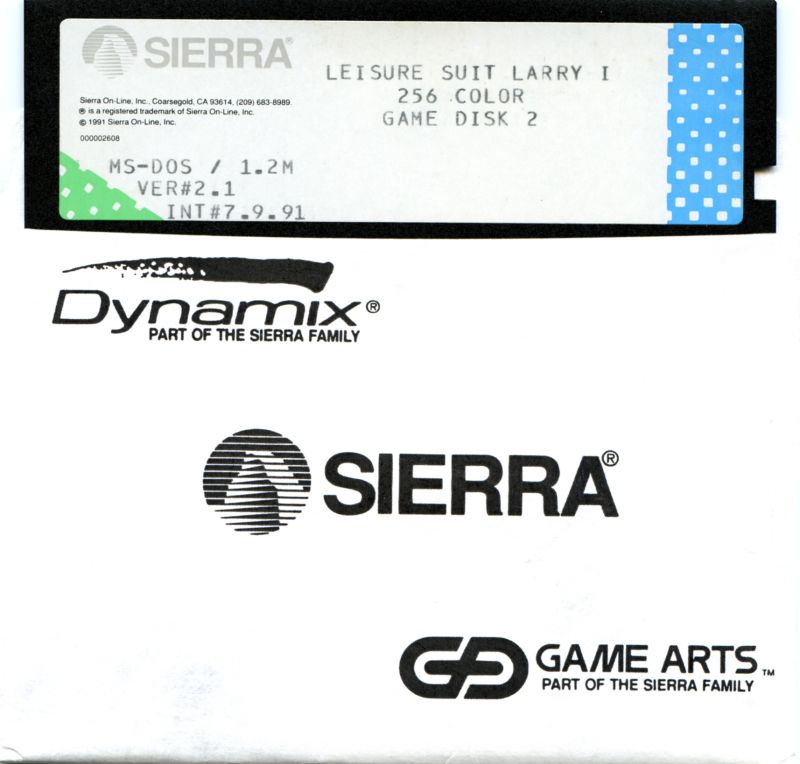 SIERRA®
LEISURE SUIT LARRY I
256 COLOR
GAME DISK 2
Sierra On-Line, Inc., Coarsegold, CA 93614, (209) 683-8989.
® is a registered trademark of Sierra On-Line, Inc.
© 1991 Sierra On-Line, Inc.
000002608
MS-DOS / 1.2M
VER#2.1
INT#7.9.91
Dynamix®
PART OF THE SIERRA FAMILY
SIERRA®
GAME ARTS™
PART OF THE SIERRA FAMILY